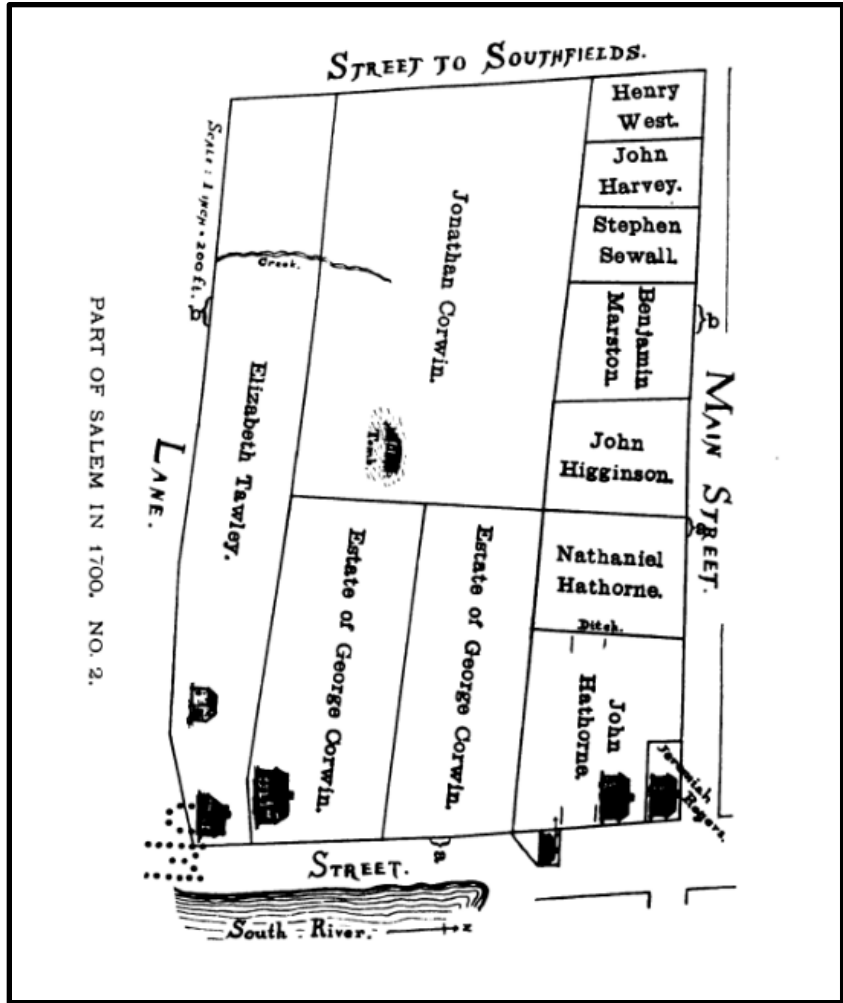 STREET TO SOUTHFIELDS.
Henry
West.
John
Harvey.
Stephen
Sewall.
Benjamin
Marston.
John
Higginson.
Nathaniel
Hathorne.
Ditch.
John
Hathorne.
Jeremiah
Rogers.
MAIN STREET.
b
a
Jonathan Corwin.
Tomb.
Creek.
Elizabeth Tawley.
Estate of George Corwin.
Estate of George Corwin.
SCALE: 1 INCH = 200 ft.
b
LANE.
PART OF SALEM IN 1700. NO. 2.
a
STREET.
South River.